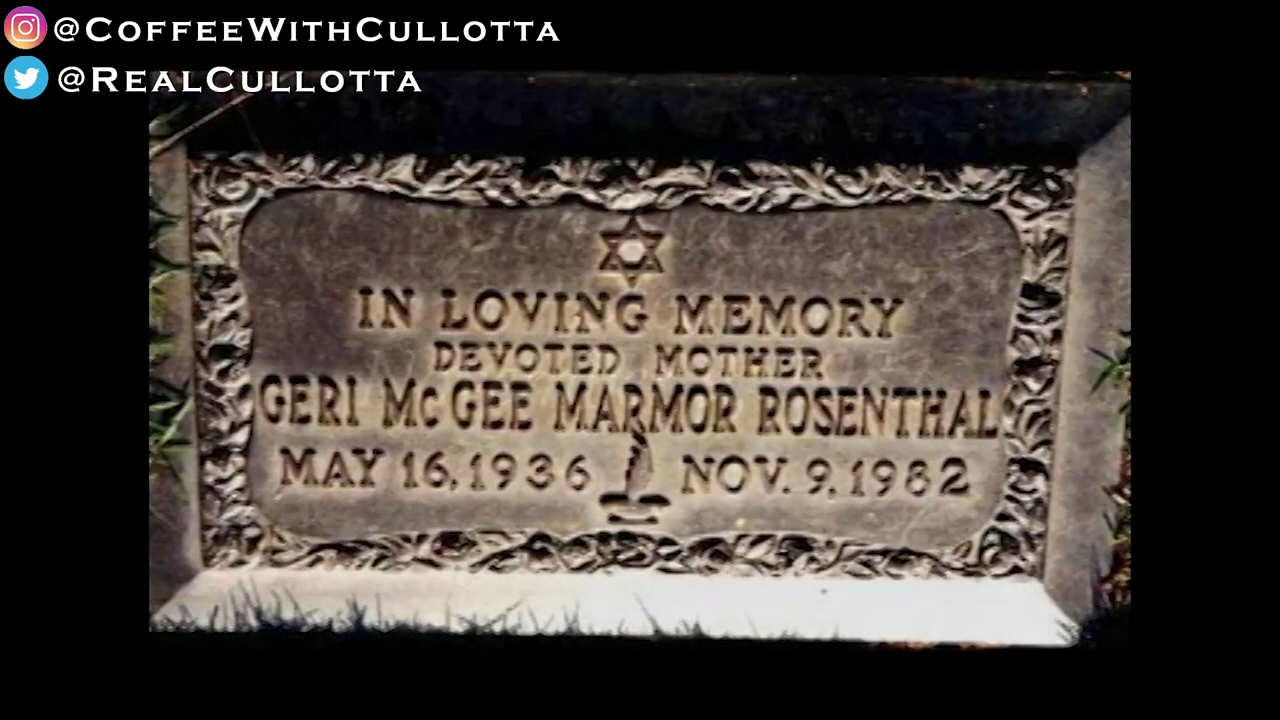 @CoffeeWithCullotta
@RealCullotta
IN LOVING MEMORY
DEVOTED MOTHER
GERI McGEE MARMOR ROSENTHAL
MAY 16, 1936 NOV. 9, 1982